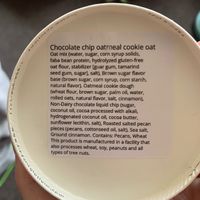 Chocolate chip oatmeal cookie oat
Oat mix (water, sugar, corn syrup solids,
faba bean protein, hydrolyzed gluten-free
oat flour, stabilizer (guar gum, tamarind
seed gum, sugar), salt), Brown sugar flavor
base (brown sugar, corn syrup, corn starch,
natural flavor), Oatmeal cookie dough
(wheat flour, brown sugar, palm oil, water,
rolled oats, natural flavor, salt, cinnamon),
Non-Dairy chocolate liquid chip (sugar,
coconut oil, cocoa processed with alkali,
hydrogenated coconut oil, cocoa butter,
sunflower lecithin, salt), Roasted salted pecan
pieces (pecans, cottonseed oil, salt), Sea salt,
Ground cinnamon. Contains: Pecans, Wheat
This product is manufactured in a facility that
also processes wheat, soy, peanuts and all
types of tree nuts.